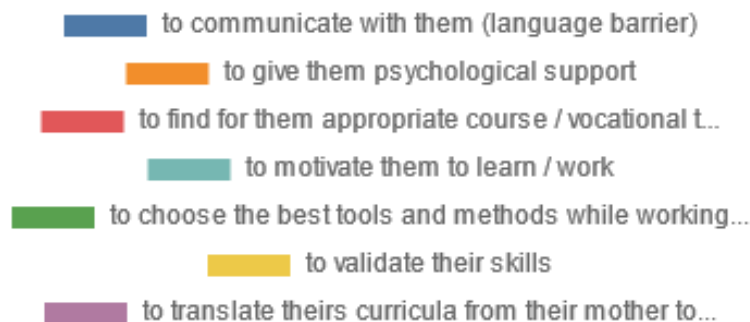 to communicate with them (language barrier)
to give them psychological support
to find for them appropriate course / vocational t...
to motivate them to learn / work
to choose the best tools and methods while working...
to validate their skills
to translate theirs curricula from their mother to...